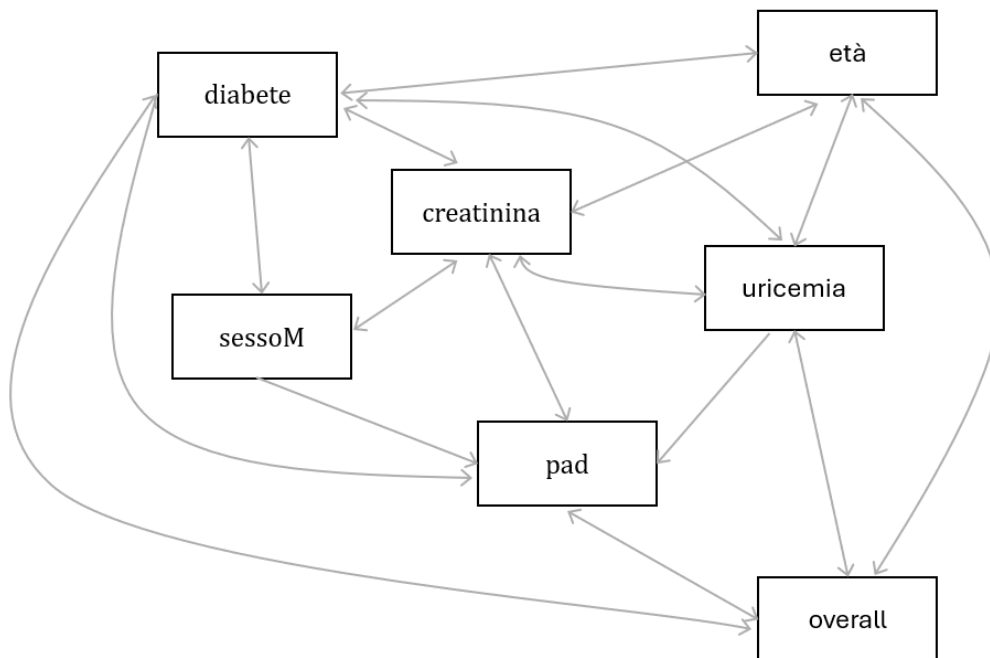 età
diabete
creatinina
uricemia
sessoM
pad
overall